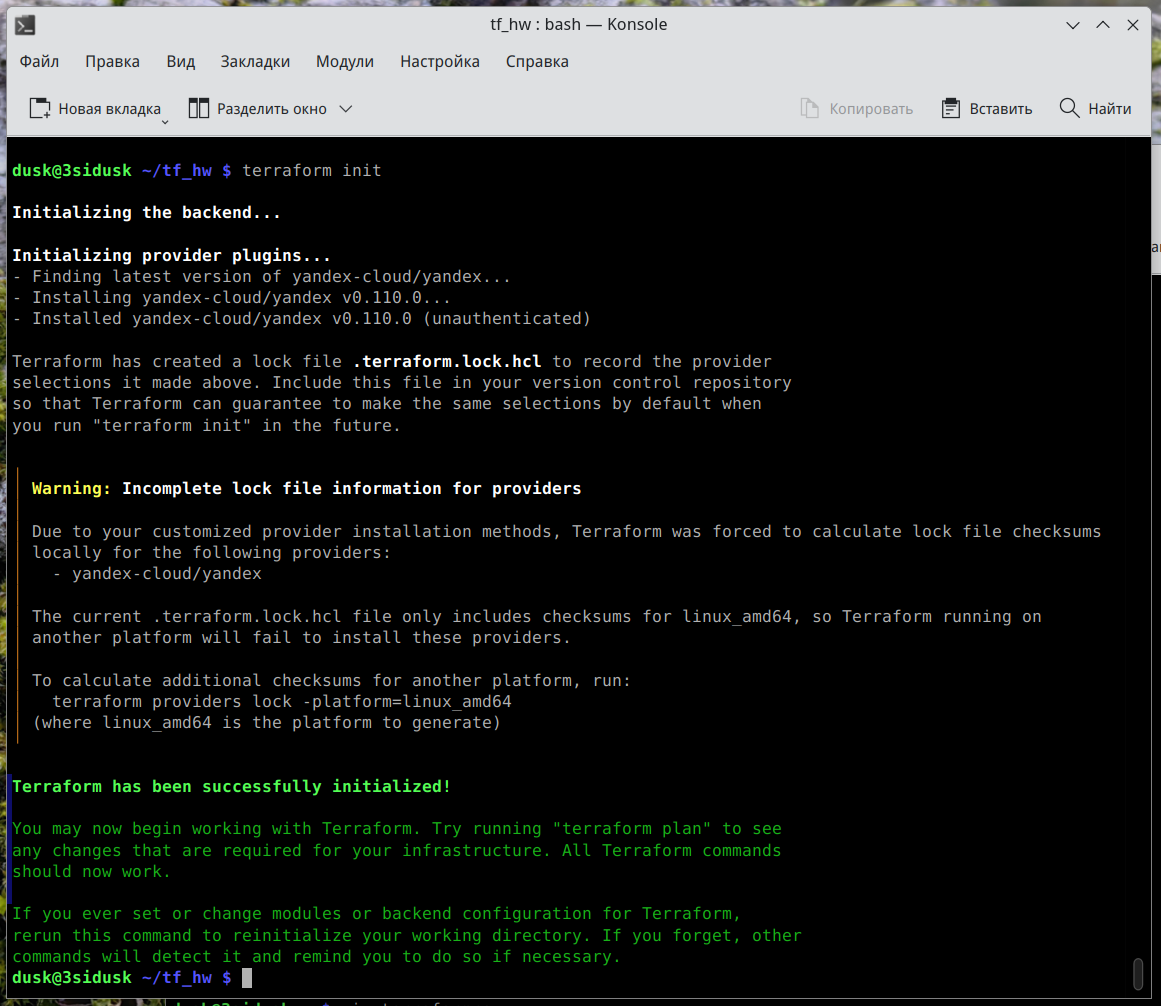 tf_hw : bash — Konsole
Файл Правка Вид Закладки Модули Настройка Справка
Новая вкладка Разделить окно Копировать Вставить Найти
dusk@3sidusk ~/tf_hw $ terraform init
Initializing the backend...
Initializing provider plugins...
- Finding latest version of yandex-cloud/yandex...
- Installing yandex-cloud/yandex v0.110.0...
- Installed yandex-cloud/yandex v0.110.0 (unauthenticated)
Terraform has created a lock file .terraform.lock.hcl to record the provider
selections it made above. Include this file in your version control repository
so that Terraform can guarantee to make the same selections by default when
you run "terraform init" in the future.
Warning: Incomplete lock file information for providers
Due to your customized provider installation methods, Terraform was forced to calculate lock file checksums
locally for the following providers:
- yandex-cloud/yandex
The current .terraform.lock.hcl file only includes checksums for linux_amd64, so Terraform running on
another platform will fail to install these providers.
To calculate additional checksums for another platform, run:
terraform providers lock -platform=linux_amd64
(where linux_amd64 is the platform to generate)
Terraform has been successfully initialized!
You may now begin working with Terraform. Try running "terraform plan" to see
any changes that are required for your infrastructure. All Terraform commands
should now work.
If you ever set or change modules or backend configuration for Terraform,
rerun this command to reinitialize your working directory. If you forget, other
commands will detect it and remind you to do so if necessary.
dusk@3sidusk ~/tf_hw $